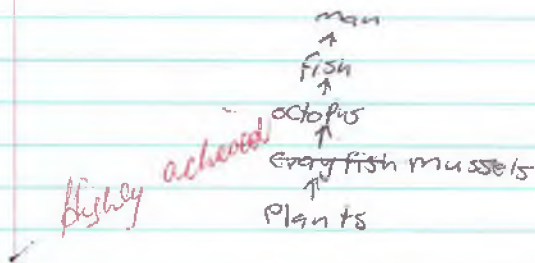 man
↑
Fish
↑
octopus
↑
Crayfish mussels
↑
Plants
Highly achieved